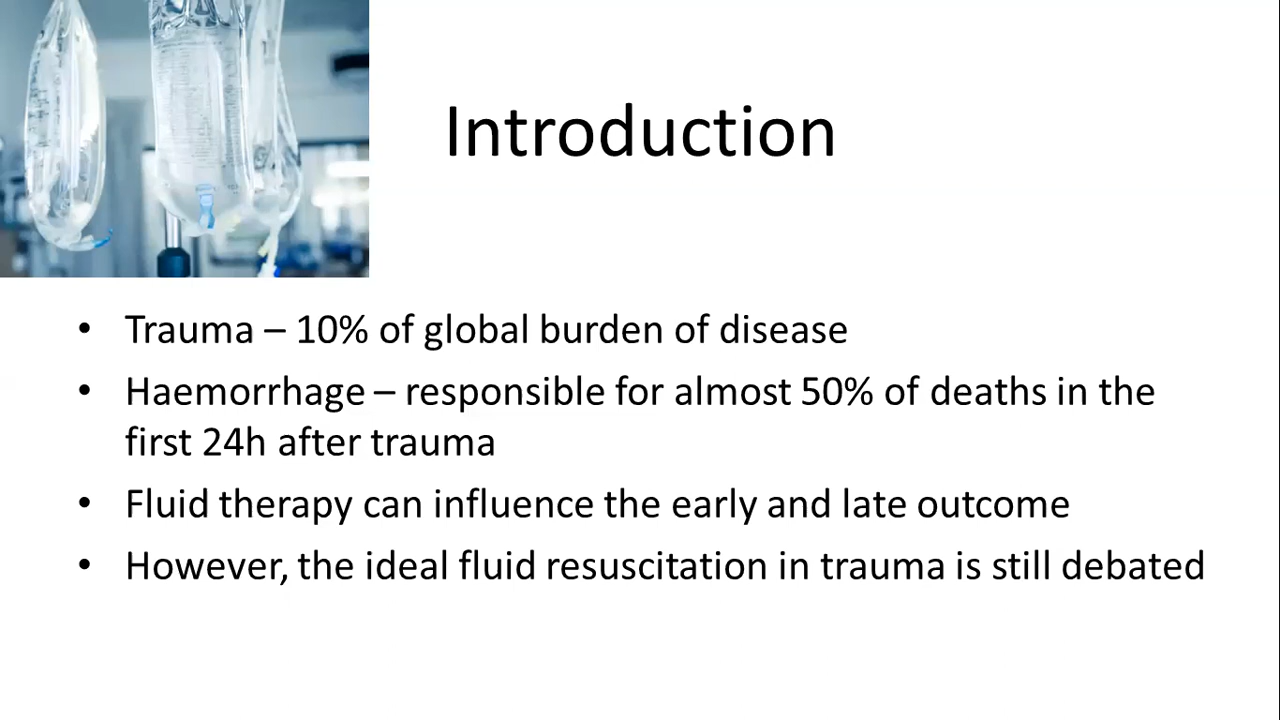 Introduction
• Trauma – 10% of global burden of disease
• Haemorrhage – responsible for almost 50% of deaths in the
first 24h after trauma
• Fluid therapy can influence the early and late outcome
• However, the ideal fluid resuscitation in trauma is still debated